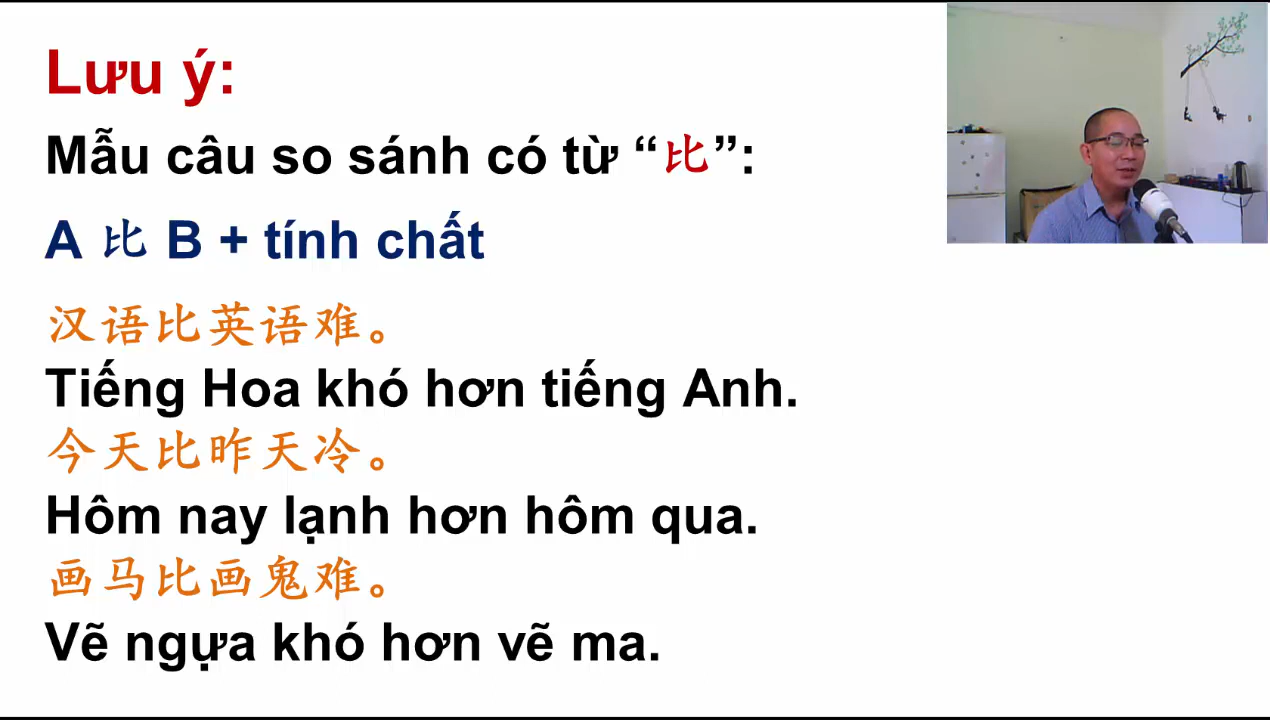 Lưu ý:
Mẫu câu so sánh có từ “比”:
A 比 B + tính chất
汉语比英语难。
Tiếng Hoa khó hơn tiếng Anh.
今天比昨天冷。
Hôm nay lạnh hơn hôm qua.
画马比画鬼难。
Vẽ ngựa khó hơn vẽ ma.